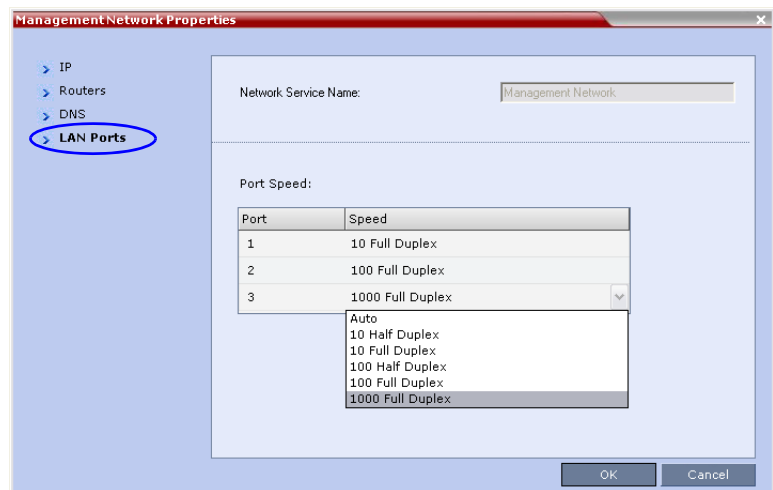 Management Network Properties
IP
Routers
DNS
LAN Ports
Network Service Name: Management Network
Port Speed:
Port Speed
1 10 Full Duplex
2 100 Full Duplex
3 1000 Full Duplex
Auto
10 Half Duplex
10 Full Duplex
100 Half Duplex
100 Full Duplex
1000 Full Duplex
OK Cancel